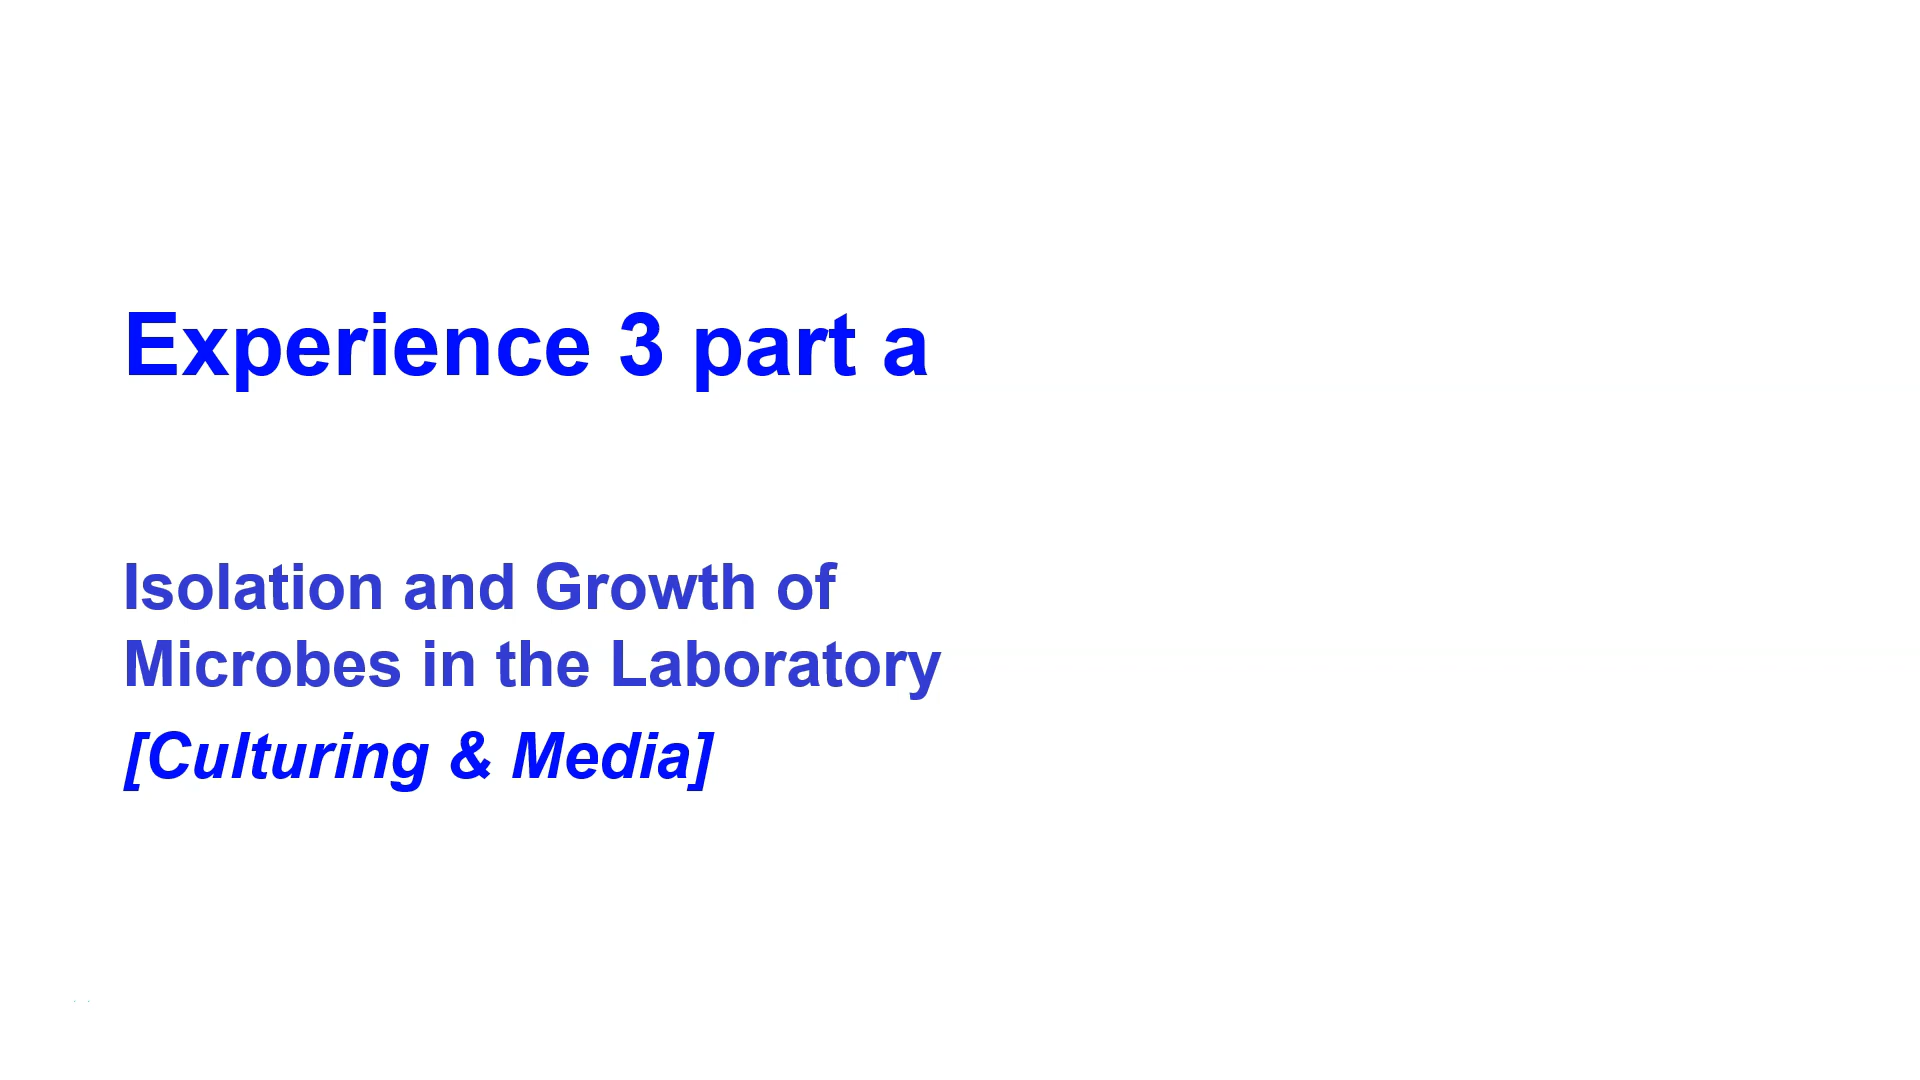 Experience 3 part a
Isolation and Growth of
Microbes in the Laboratory
[Culturing & Media]